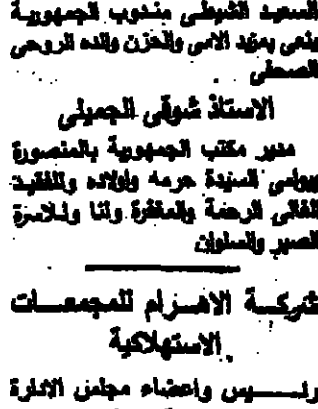 السعيد الشيطى مندوب الجمهورية
ينعى بمزيد الاسى والحزن والده الروحى
الصحفى
الاستاذ شوقى الجميلى
مدير مكتب الجمهورية بالمنصورة
ويواسى السيدة حرمه واولاده وللفقيد
الغالى الرحمة والمغفرة ولنا وللاسرة
الصبر والسلوان
شركة الاهرام للمجمعات
الاستهلاكية
رئيس واعضاء مجلس الادارة